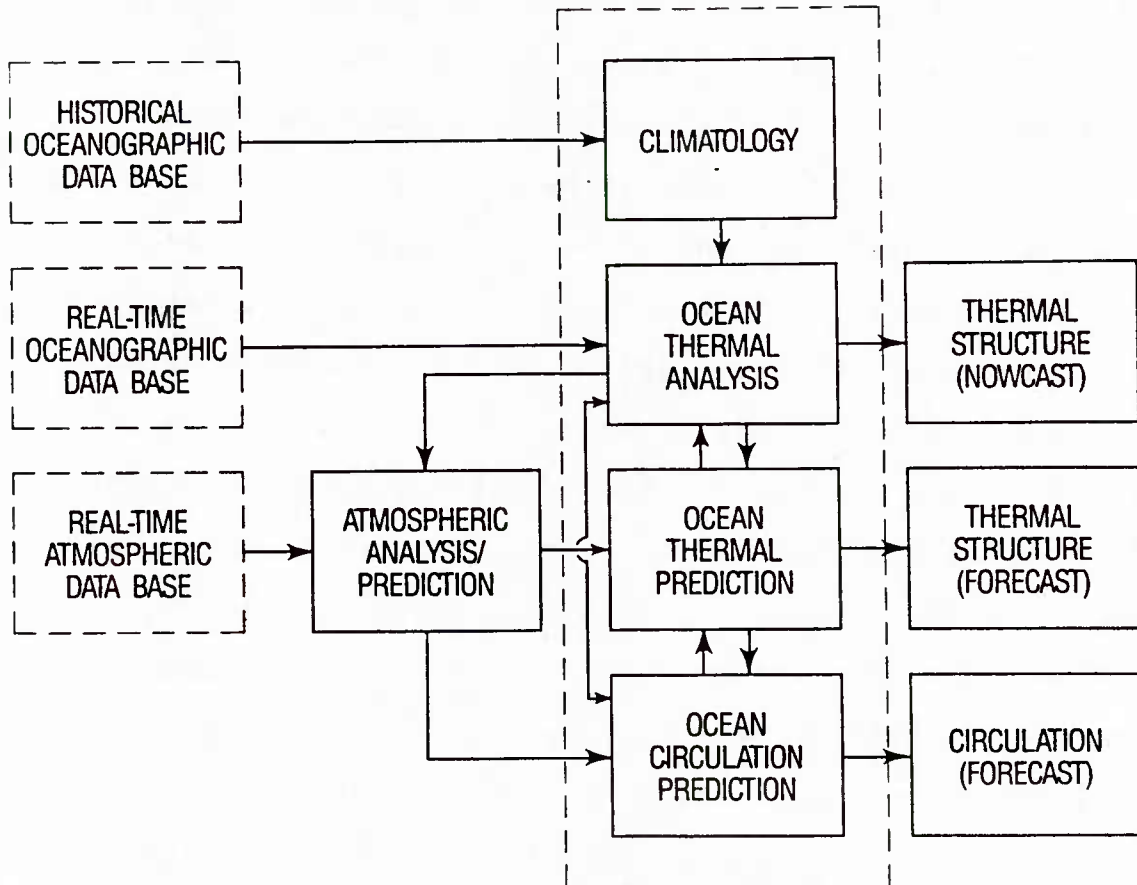 HISTORICAL
OCEANOGRAPHIC
DATA BASE
CLIMATOLOGY
REAL-TIME
OCEANOGRAPHIC
DATA BASE
OCEAN
THERMAL
ANALYSIS
THERMAL
STRUCTURE
(NOWCAST)
REAL-TIME
ATMOSPHERIC
DATA BASE
ATMOSPHERIC
ANALYSIS/
PREDICTION
OCEAN
THERMAL
PREDICTION
THERMAL
STRUCTURE
(FORECAST)
OCEAN
CIRCULATION
PREDICTION
CIRCULATION
(FORECAST)